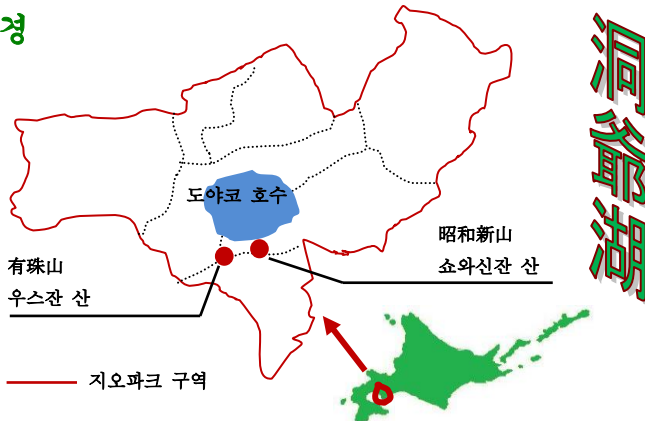 경
洞爺湖
도야코 호수
昭和新山
쇼와신잔 산
有珠山
우스잔 산
지오파크 구역